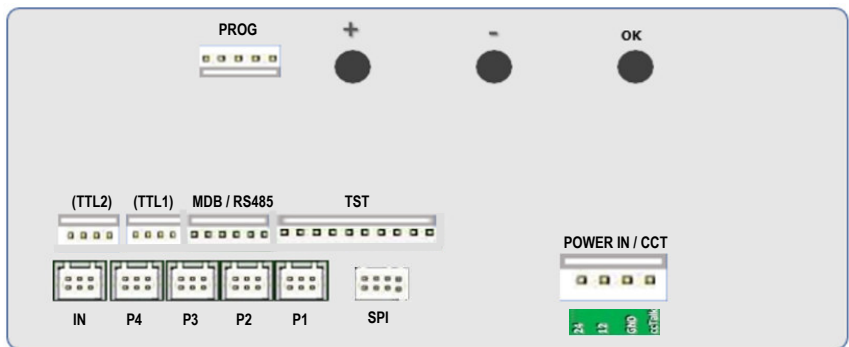 PROG + - OK
(TTL2) (TTL1) MDB / RS485 TST
POWER IN / CCT
IN P4 P3 P2 P1 SPI
24 12 GND ccTalk